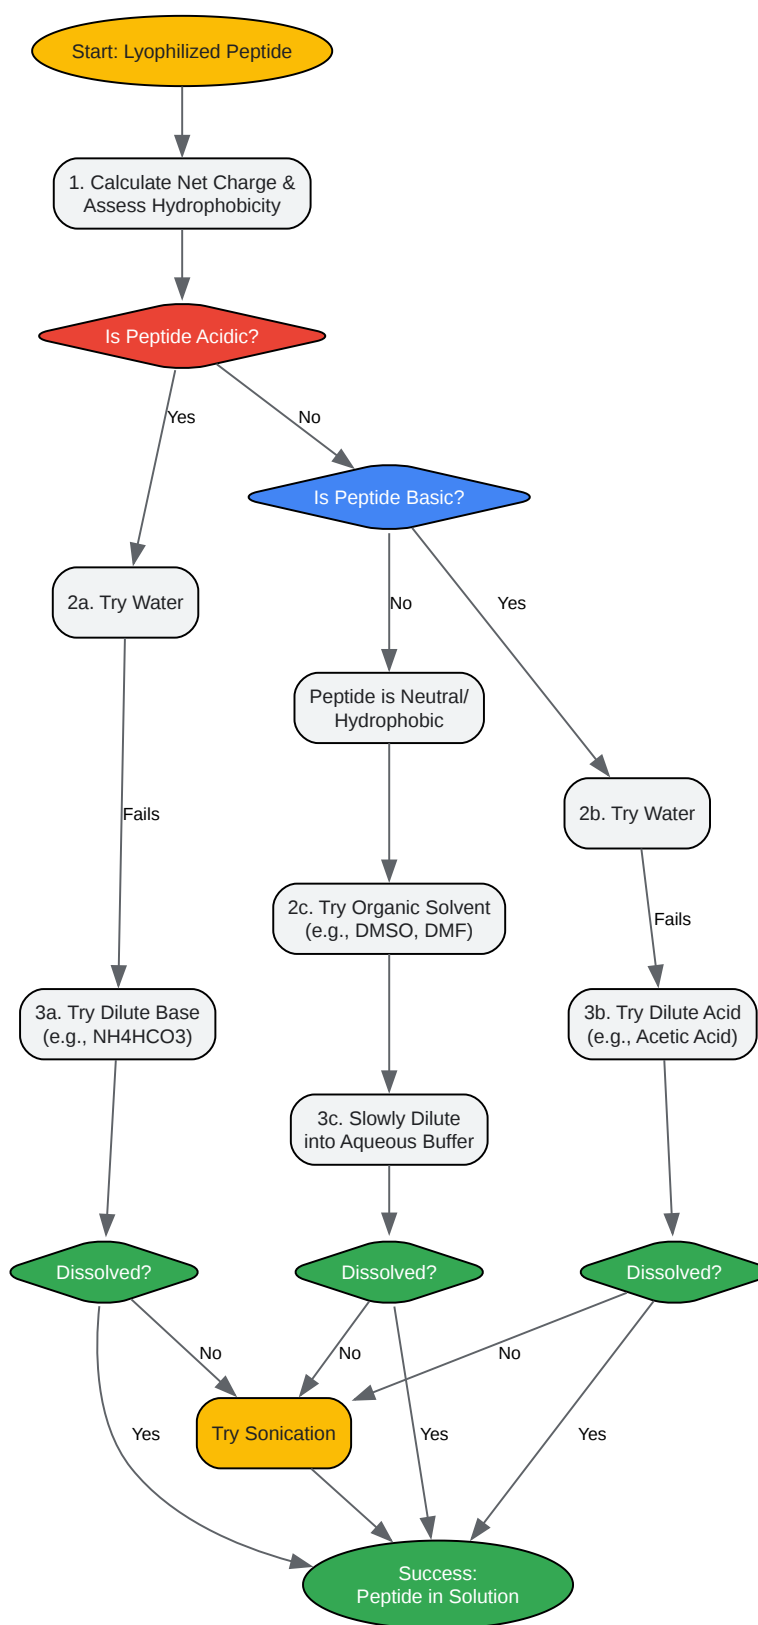 Start: Lyophilized Peptide
1. Calculate Net Charge &
Assess Hydrophobicity
Is Peptide Acidic?
Yes
No
Is Peptide Basic?
2a. Try Water
No
Yes
Peptide is Neutral/
Hydrophobic
2b. Try Water
Fails
2c. Try Organic Solvent
(e.g., DMSO, DMF)
Fails
3a. Try Dilute Base
(e.g., NH4HCO3)
3b. Try Dilute Acid
(e.g., Acetic Acid)
3c. Slowly Dilute
into Aqueous Buffer
Dissolved?
Dissolved?
Dissolved?
No
No
No
Yes
Try Sonication
Yes
Yes
Success:
Peptide in Solution